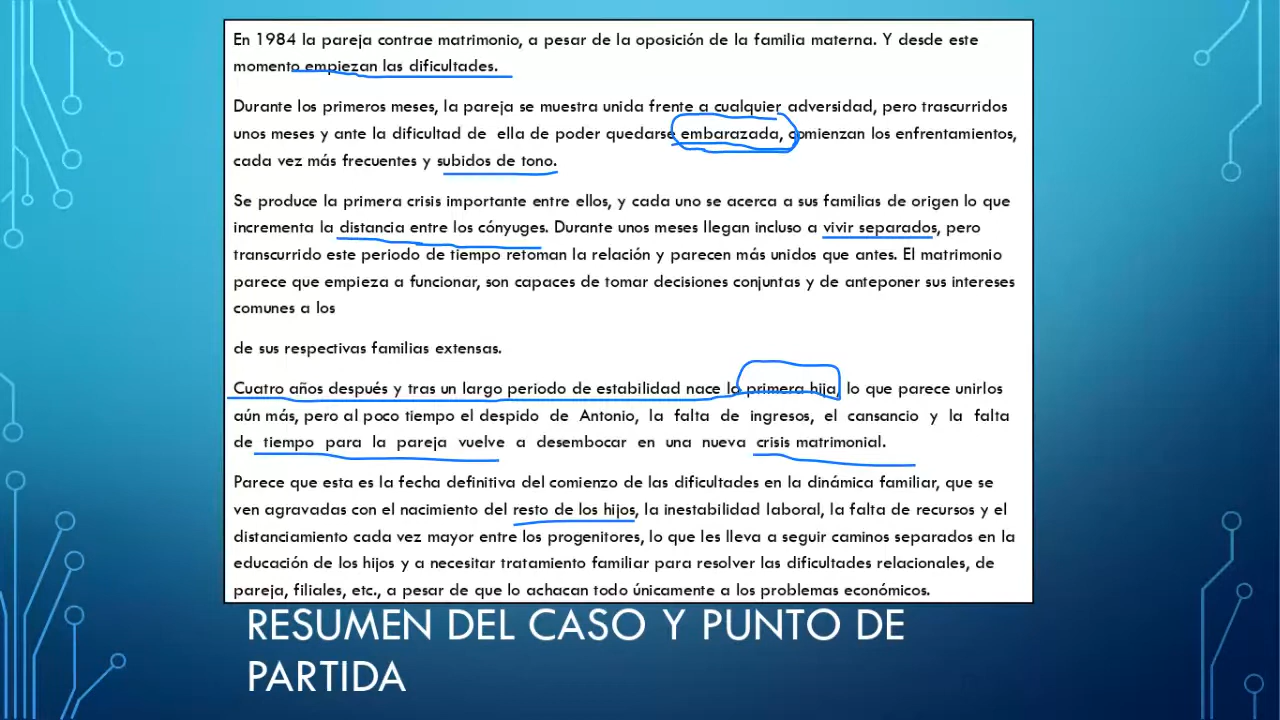 En 1984 la pareja contrae matrimonio, a pesar de la oposición de la familia materna. Y desde este
momento empiezan las dificultades.
Durante los primeros meses, la pareja se muestra unida frente a cualquier adversidad, pero trascurridos
unos meses y ante la dificultad de ella de poder quedarse embarazada, comienzan los enfrentamientos,
cada vez más frecuentes y subidos de tono.
Se produce la primera crisis importante entre ellos, y cada uno se acerca a sus familias de origen lo que
incrementa la distancia entre los cónyuges. Durante unos meses llegan incluso a vivir separados, pero
transcurrido este periodo de tiempo retoman la relación y parecen más unidos que antes. El matrimonio
parece que empieza a funcionar, son capaces de tomar decisiones conjuntas y de anteponer sus intereses
comunes a los
de sus respectivas familias extensas.
Cuatro años después y tras un largo periodo de estabilidad nace la primera hija, lo que parece unirlos
aún más, pero al poco tiempo el despido de Antonio, la falta de ingresos, el cansancio y la falta
de tiempo para la pareja vuelve a desembocar en una nueva crisis matrimonial.
Parece que esta es la fecha definitiva del comienzo de las dificultades en la dinámica familiar, que se
ven agravadas con el nacimiento del resto de los hijos, la inestabilidad laboral, la falta de recursos y el
distanciamiento cada vez mayor entre los progenitores, lo que les lleva a seguir caminos separados en la
educación de los hijos y a necesitar tratamiento familiar para resolver las dificultades relacionales, de
pareja, filiales, etc., a pesar de que lo achacan todo únicamente a los problemas económicos.
RESUMEN DEL CASO Y PUNTO DE
PARTIDA